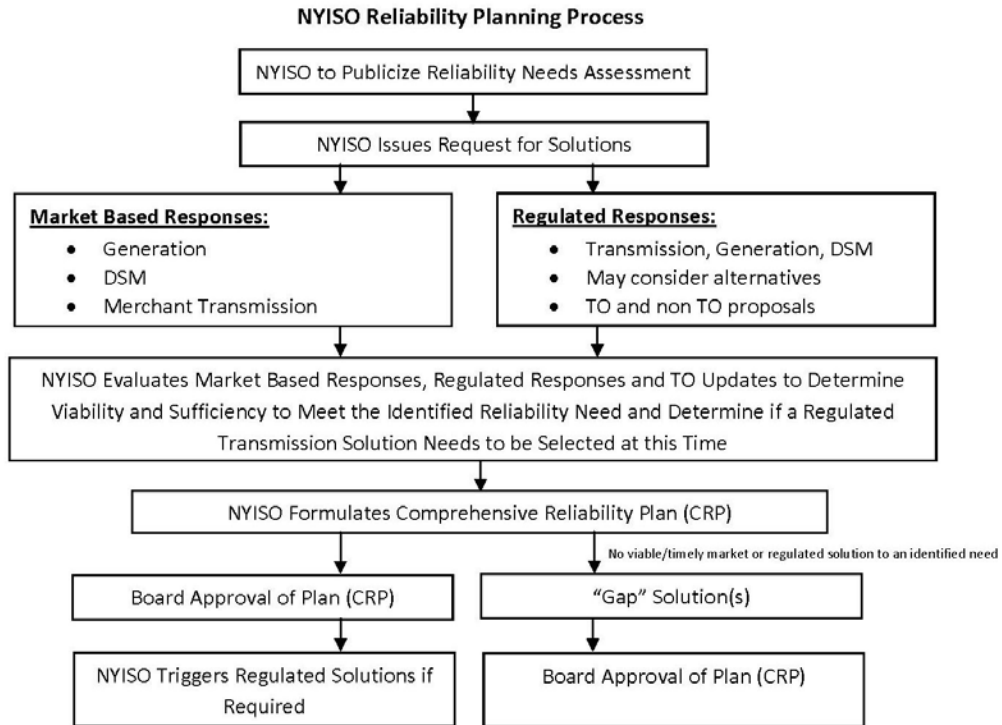 NYISO Reliability Planning Process
NYISO to Publicize Reliability Needs Assessment
NYISO Issues Request for Solutions
Market Based Responses:
• Generation
• DSM
• Merchant Transmission
Regulated Responses:
• Transmission, Generation, DSM
• May consider alternatives
• TO and non TO proposals
NYISO Evaluates Market Based Responses, Regulated Responses and TO Updates to Determine
Viability and Sufficiency to Meet the Identified Reliability Need and Determine if a Regulated
Transmission Solution Needs to be Selected at this Time
NYISO Formulates Comprehensive Reliability Plan (CRP)
No viable/timely market or regulated solution to an identified need
Board Approval of Plan (CRP)
“Gap” Solution(s)
NYISO Triggers Regulated Solutions if
Required
Board Approval of Plan (CRP)